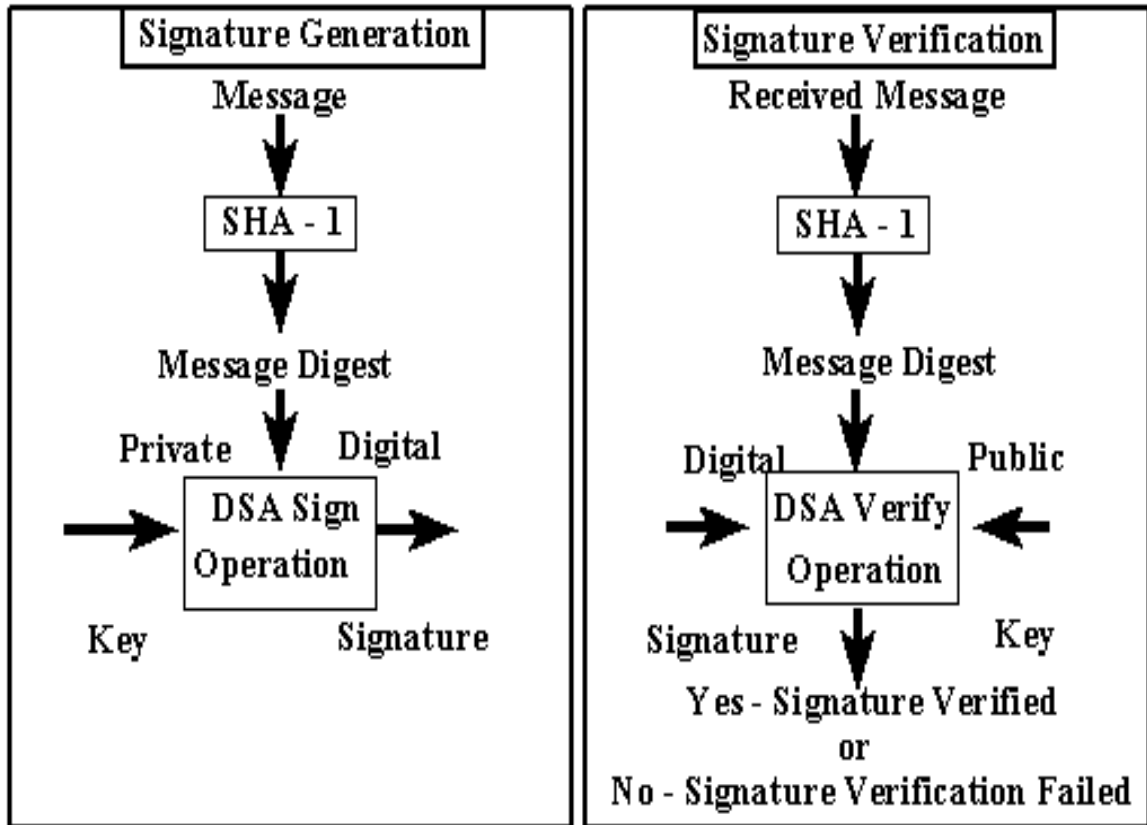 Signature Generation
Message
SHA - 1
Message Digest
Private
Digital
DSA Sign
Operation
Key
Signature
Signature Verification
Received Message
SHA - 1
Message Digest
Digital
Public
DSA Verify
Operation
Signature
Key
Yes - Signature Verified
or
No - Signature Verification Failed